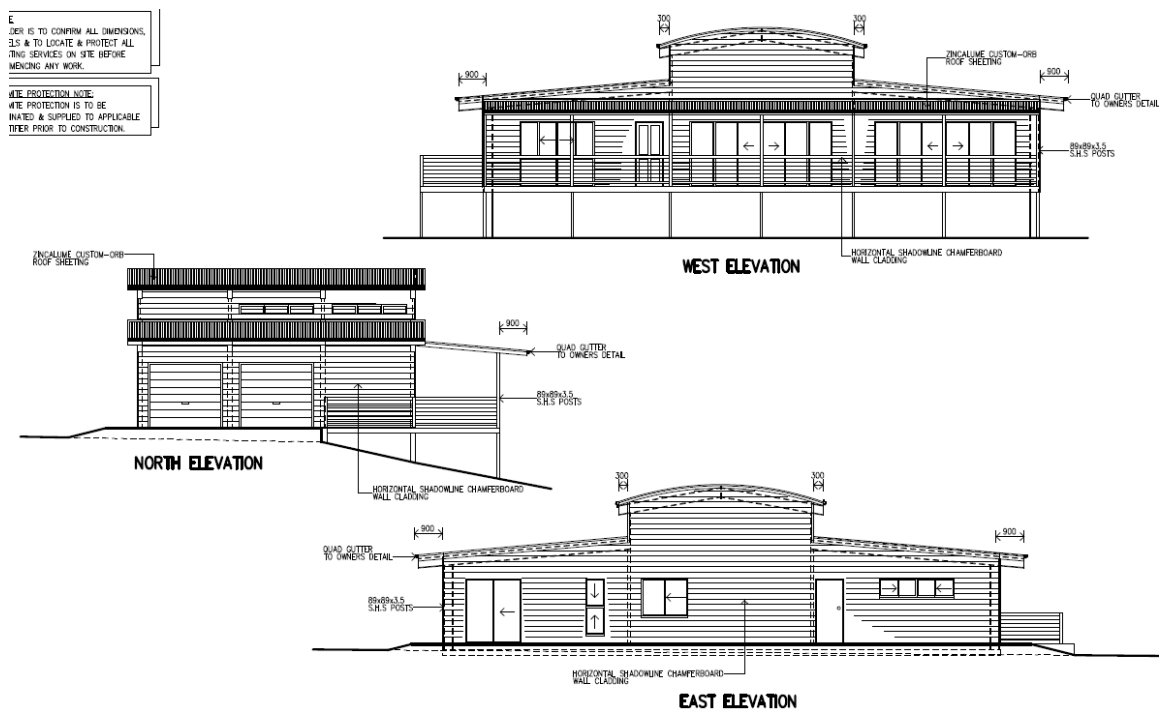 E
LDER IS TO CONFIRM ALL DIMENSIONS,
ELS & TO LOCATE & PROTECT ALL
TING SERVICES ON SITE BEFORE
MENCING ANY WORK.
MITE PROTECTION NOTE:
MITE PROTECTION IS TO BE
INATED & SUPPLIED TO APPLICABLE
TIFIER PRIOR TO CONSTRUCTION.
300
300
ZINCALUME CUSTOM-ORB
ROOF SHEETING
900
900
QUAD GUTTER
TO OWNERS DETAIL
89x89x3.5
S.H.S POSTS
HORIZONTAL SHADOWLINE CHAMFERBOARD
WALL CLADDING
WEST ELEVATION
ZINCALUME CUSTOM-ORB
ROOF SHEETING
900
QUAD GUTTER
TO OWNERS DETAIL
89x89x3.5
S.H.S POSTS
NORTH ELEVATION
HORIZONTAL SHADOWLINE CHAMFERBOARD
WALL CLADDING
300
300
900
900
QUAD GUTTER
TO OWNERS DETAIL
89x89x3.5
S.H.S POSTS
HORIZONTAL SHADOWLINE CHAMFERBOARD
WALL CLADDING
EAST ELEVATION